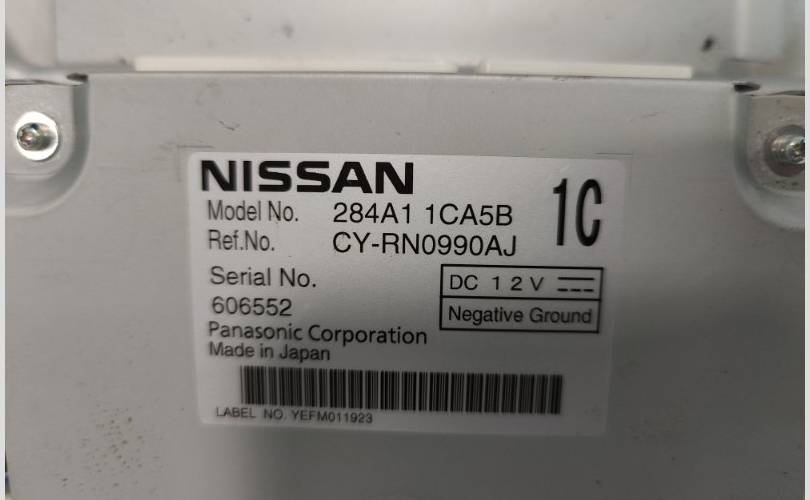 NISSAN
Model No. 284A1 1CA5B 1C
Ref.No. CY-RN0990AJ
Serial No.
606552
DC 12V
Negative Ground
Panasonic Corporation
Made in Japan
LABEL NO. YEFM011923